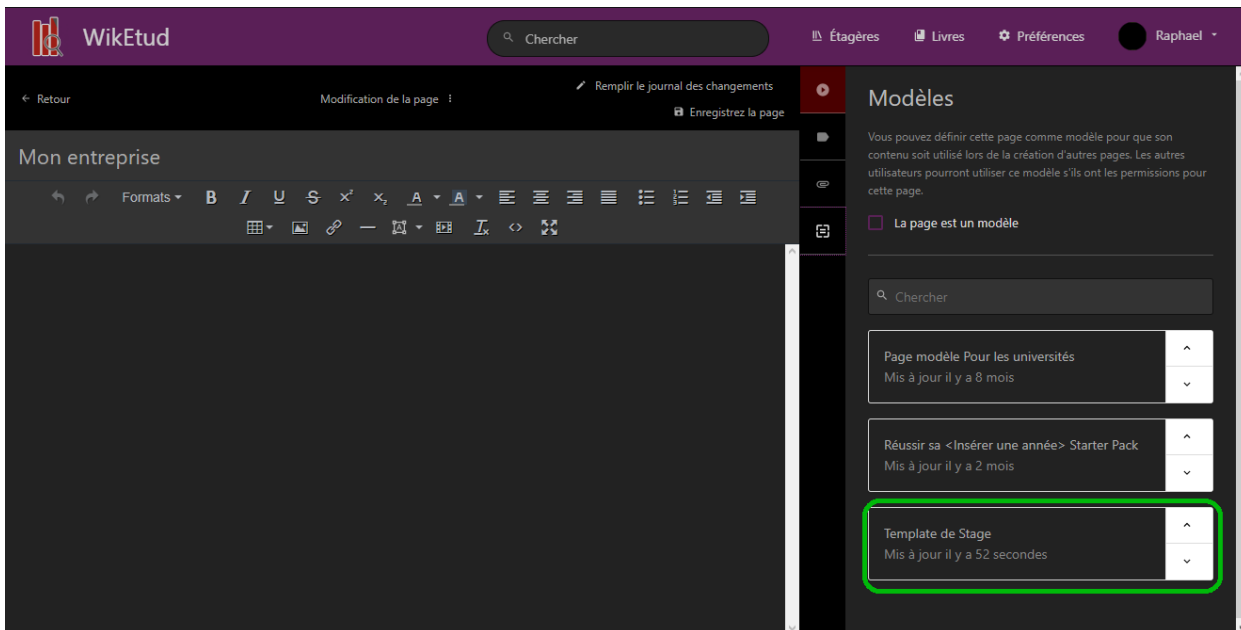 WikEtud
Chercher
Étagères
Livres
Préférences
Raphael
Retour
Modification de la page
Remplir le journal des changements
Enregistrez la page
Mon entreprise
Formats
B I U S x² x₂ A A
Modèles
Vous pouvez définir cette page comme modèle pour que son
contenu soit utilisé lors de la création d'autres pages. Les autres
utilisateurs pourront utiliser ce modèle s'ils ont les permissions pour
cette page.
La page est un modèle
Chercher
Page modèle Pour les universités
Mis à jour il y a 8 mois
Réussir sa <Insérer une année> Starter Pack
Mis à jour il y a 2 mois
Template de Stage
Mis à jour il y a 52 secondes